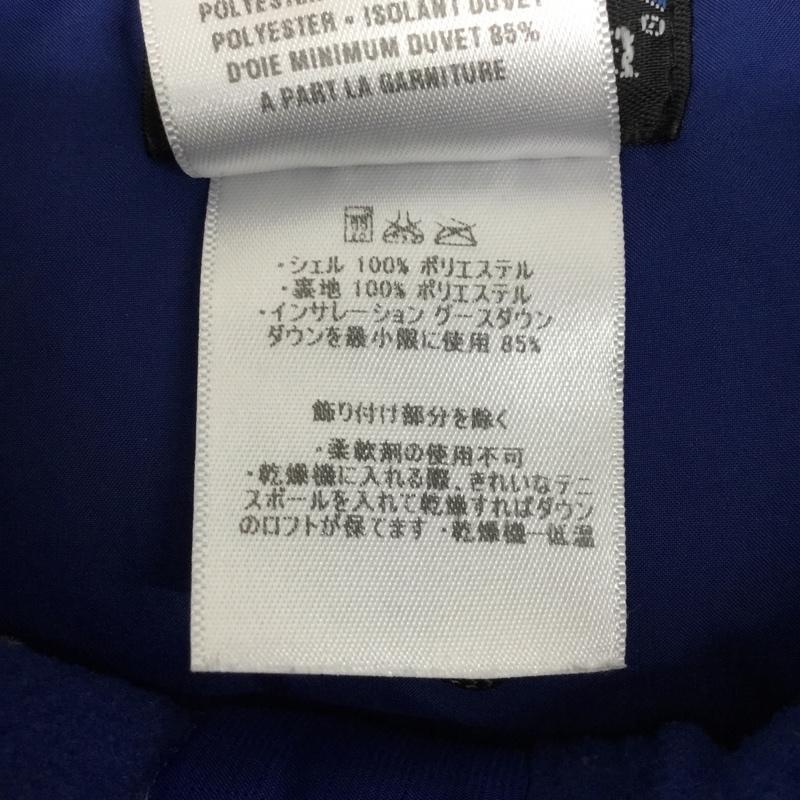 POLYESTER
POLYESTER • ISOLANT DUVET
D'OIE MINIMUM DUVET 85%
A PART LA GARNITURE
・シェル 100% ポリエステル
・裏地 100% ポリエステル
・インサレーション グースダウン
ダウンを最小限に使用 85%
飾り付け部分を除く
・柔軟剤の使用不可
・乾燥機に入れる際、きれいなテニ
スボールを入れて乾燥すればダウン
のロフトが保てます ・乾燥機ー低温